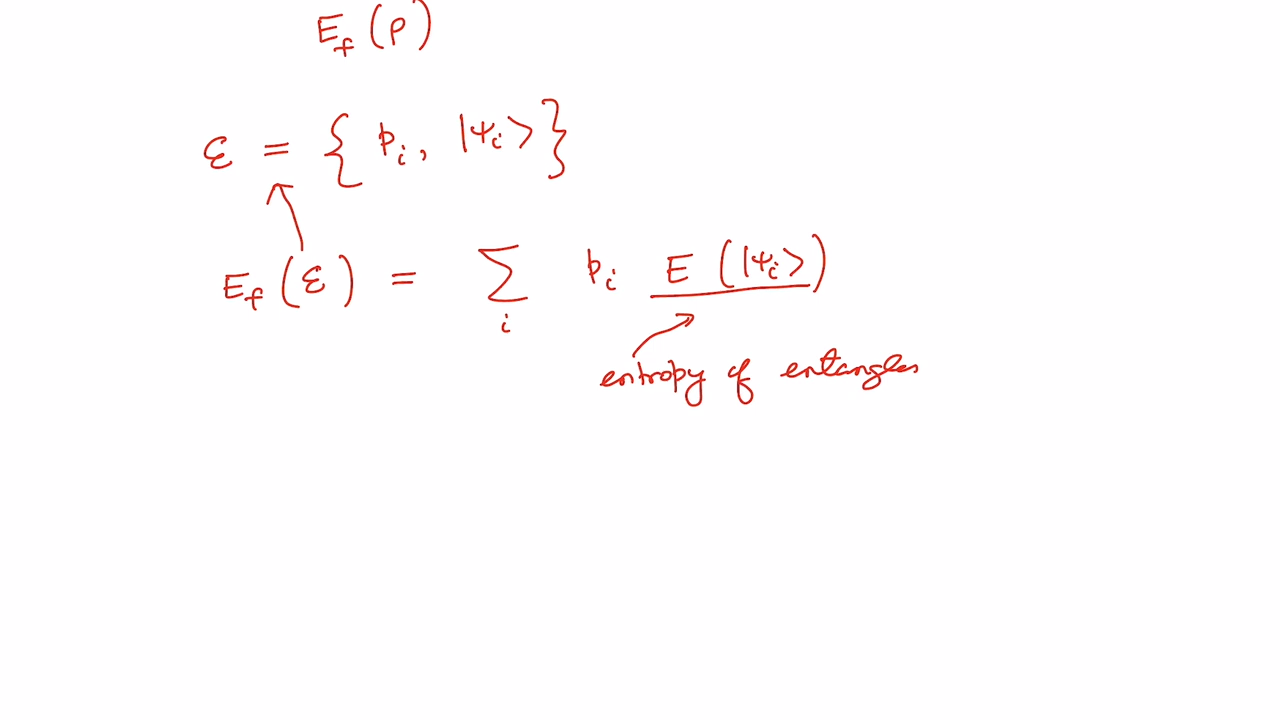 E_f (ρ)
ε = { p_i, |ψ_i> }
E_f (ε) = Σ_i p_i E (|ψ_i>)
entropy of entangles